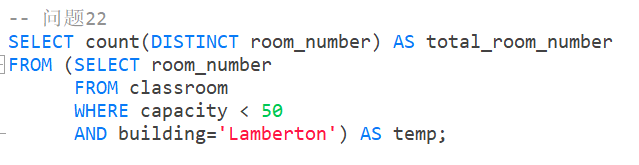 -- 问题22
SELECT count(DISTINCT room_number) AS total_room_number
FROM (SELECT room_number
FROM classroom
WHERE capacity < 50
AND building='Lamberton') AS temp;